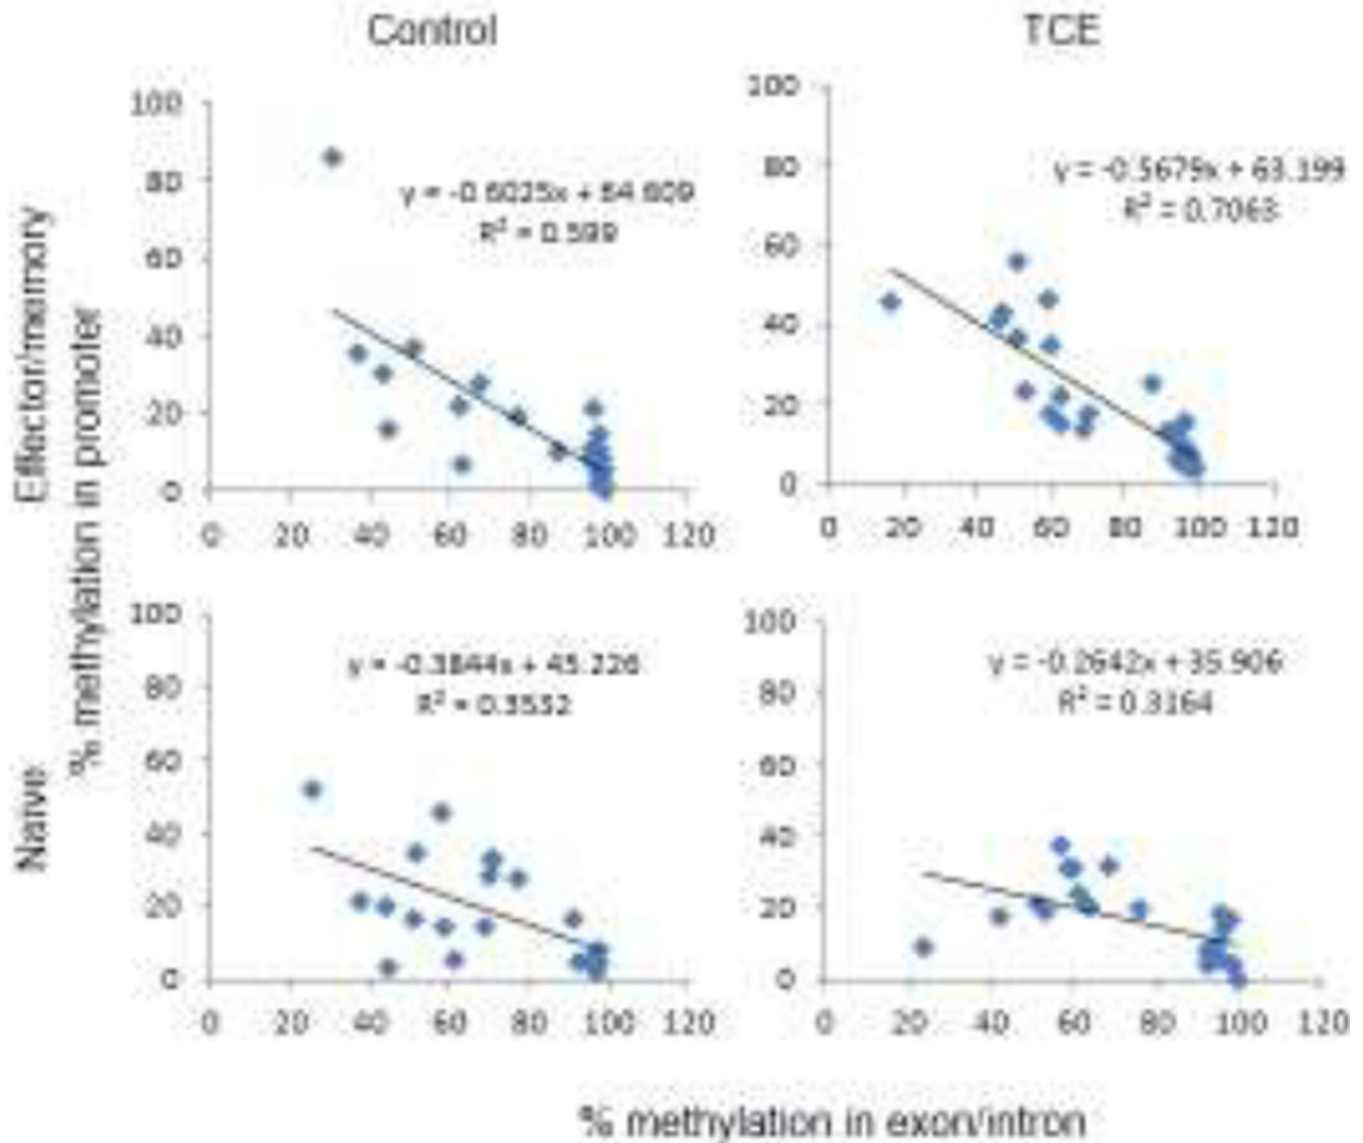 Control
TCE
100
80
60
40
20
0
0 20 40 60 80 100 120
y = -0.6025x + 64.609
R² = 0.599
100
80
60
40
20
0
0 20 40 60 80 100 120
y = -0.5679x + 63.199
R² = 0.7063
Effector/memory
% methylation in promoter
Naive
100
80
60
40
20
0
0 20 40 60 80 100 120
y = -0.3844x + 45.226
R² = 0.3552
100
80
60
40
20
0
0 20 40 60 80 100 120
y = -0.2642x + 35.906
R² = 0.3164
% methylation in exon/intron